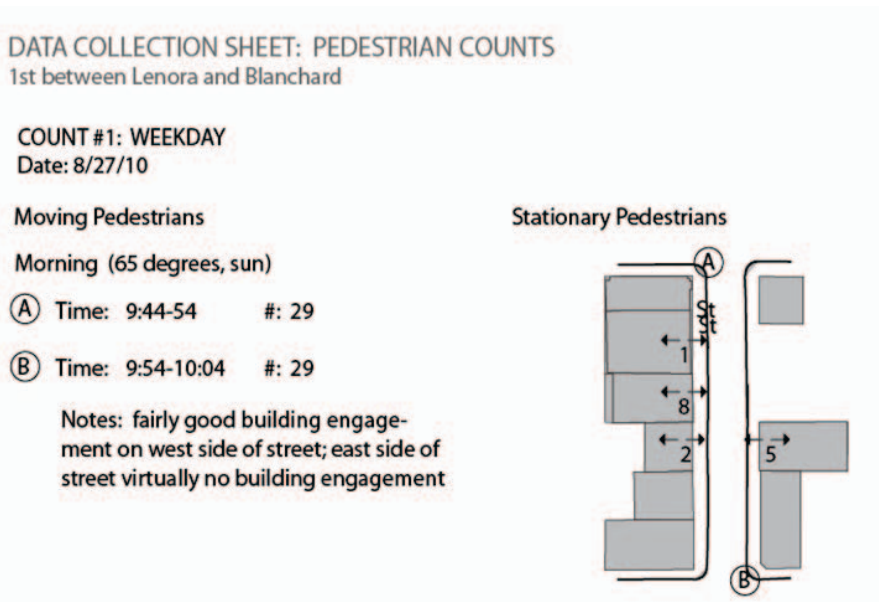 DATA COLLECTION SHEET: PEDESTRIAN COUNTS
1st between Lenora and Blanchard
COUNT #1: WEEKDAY
Date: 8/27/10
Moving Pedestrians
Morning (65 degrees, sun)
A Time: 9:44-54 #: 29
B Time: 9:54-10:04 #: 29
Notes: fairly good building engage-
ment on west side of street; east side of
street virtually no building engagement
Stationary Pedestrians
A
St
St
1
8
2
5
B